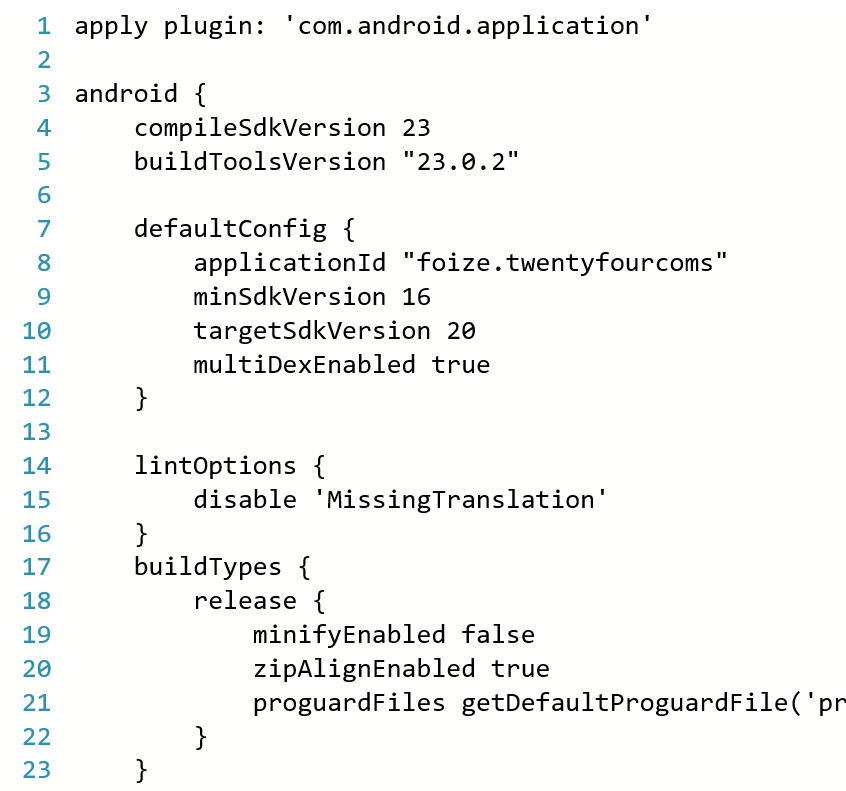 1 apply plugin: 'com.android.application'
2
3 android {
4     compileSdkVersion 23
5     buildToolsVersion "23.0.2"
6
7     defaultConfig {
8         applicationId "foize.twentyfourcoms"
9         minSdkVersion 16
10         targetSdkVersion 20
11         multiDexEnabled true
12     }
13
14     lintOptions {
15         disable 'MissingTranslation'
16     }
17     buildTypes {
18         release {
19             minifyEnabled false
20             zipAlignEnabled true
21             proguardFiles getDefaultProguardFile('pr
22         }
23     }